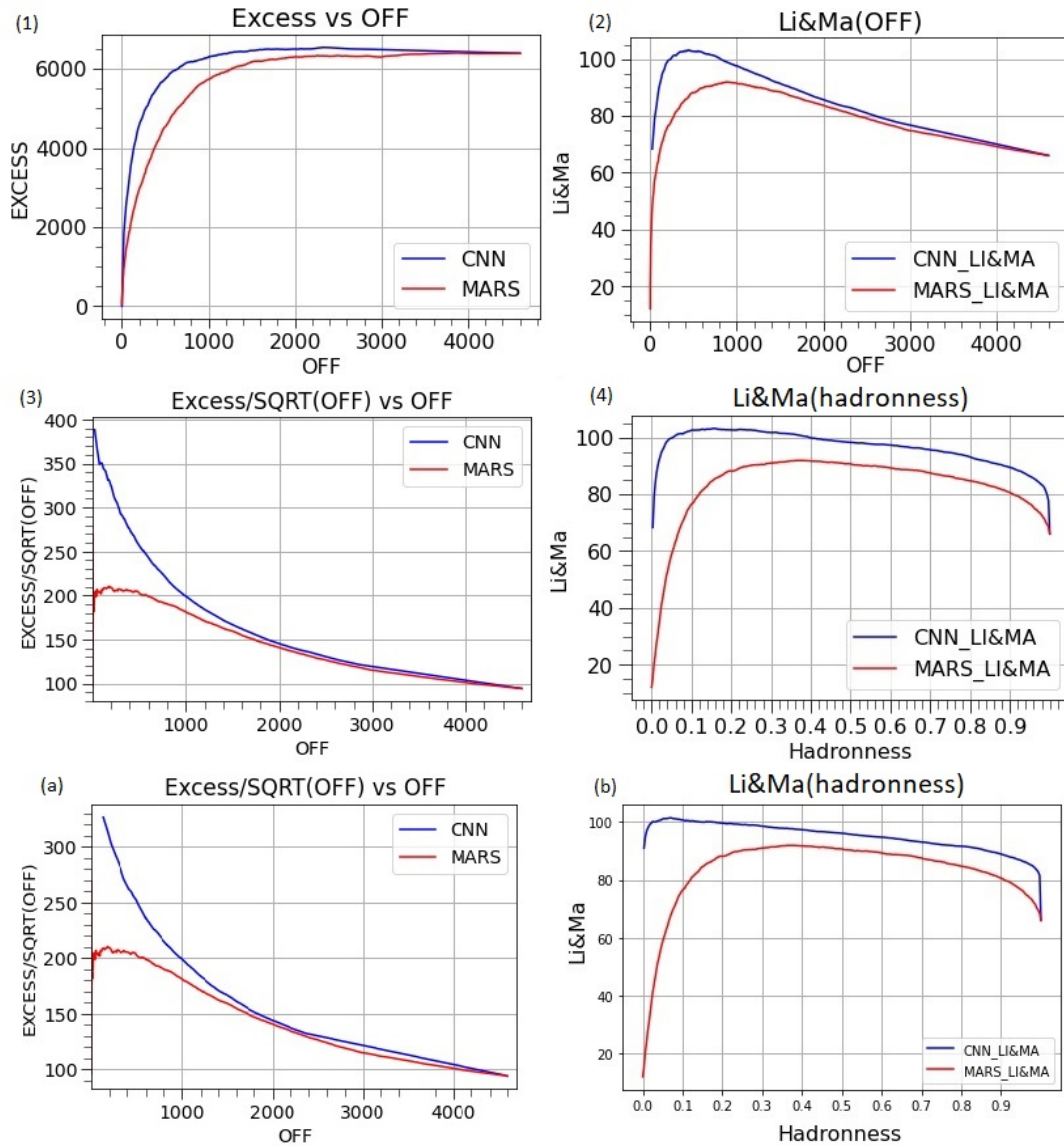 (1)
Excess vs OFF
EXCESS
6000
4000
2000
0
0 1000 2000 3000 4000
OFF
CNN
MARS
(2)
Li&Ma(OFF)
Li&Ma
100
80
60
40
20
0 1000 2000 3000 4000
OFF
CNN_LI&MA
MARS_LI&MA
(3)
Excess/SQRT(OFF) vs OFF
EXCESS/SQRT(OFF)
400
350
300
250
200
150
100
1000 2000 3000 4000
OFF
CNN
MARS
(4)
Li&Ma(hadronness)
Li&Ma
100
80
60
40
20
0.0 0.1 0.2 0.3 0.4 0.5 0.6 0.7 0.8 0.9
Hadronness
CNN_LI&MA
MARS_LI&MA
(a)
Excess/SQRT(OFF) vs OFF
EXCESS/SQRT(OFF)
300
250
200
150
100
1000 2000 3000 4000
OFF
CNN
MARS
(b)
Li&Ma(hadronness)
Li&Ma
100
80
60
40
20
0.0 0.1 0.2 0.3 0.4 0.5 0.6 0.7 0.8 0.9
Hadronness
CNN_LI&MA
MARS_LI&MA